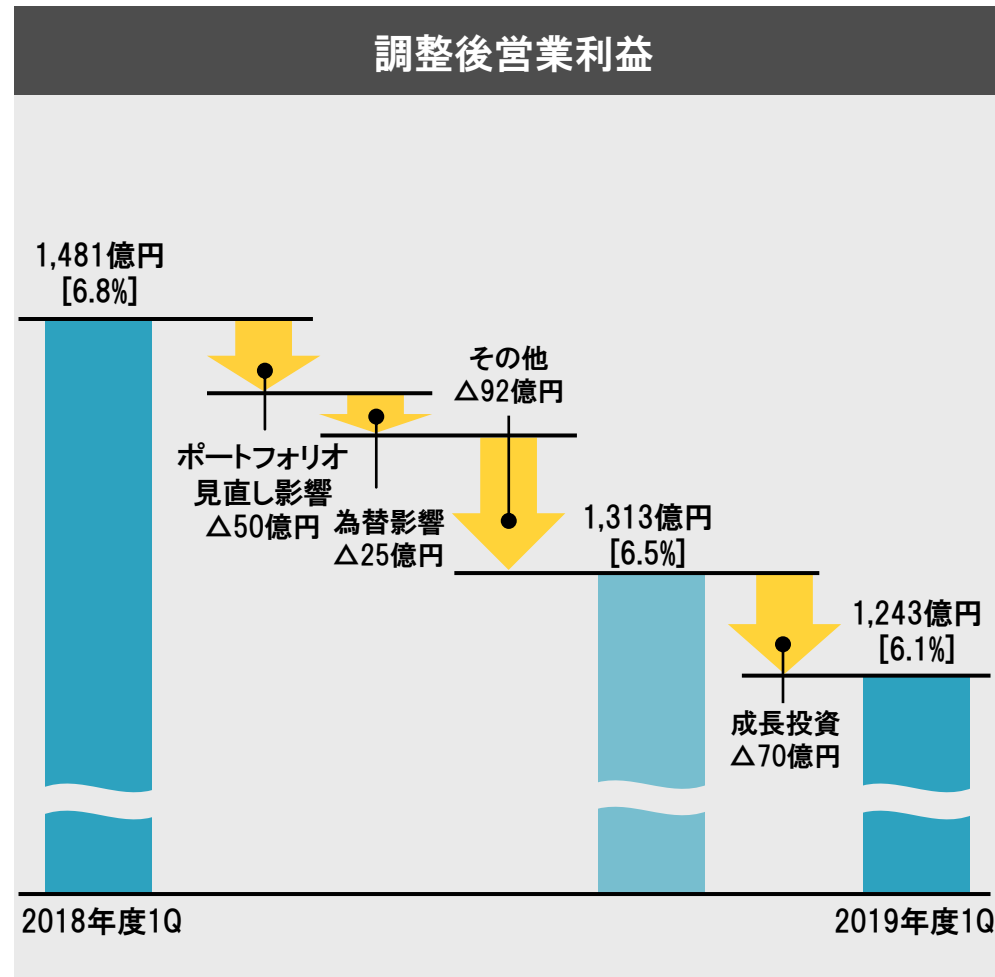 調整後営業利益
1,481億円
[6.8%]
その他
△92億円
ポートフォリオ
見直し影響
△50億円
為替影響
△25億円
1,313億円
[6.5%]
1,243億円
[6.1%]
成長投資
△70億円
2018年度1Q
2019年度1Q